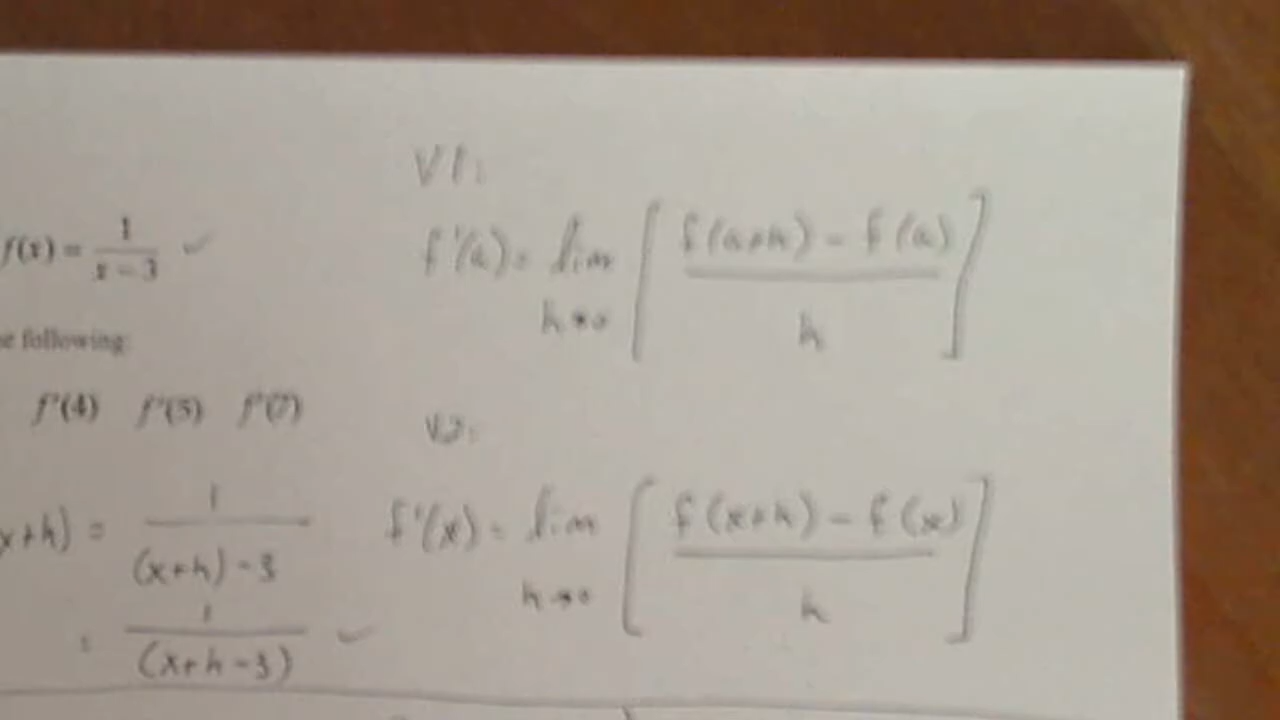 V1:
f(x) = 1/(x - 3) ✓
f'(a) = lim h→0 [ (f(a+h) - f(a)) / h ]
e following:
f'(4) f'(5) f'(7)
V2:
x+h) = 1/((x+h) - 3)
f'(x) = lim h→0 [ (f(x+h) - f(x)) / h ]
= 1/(x+h-3) ✓